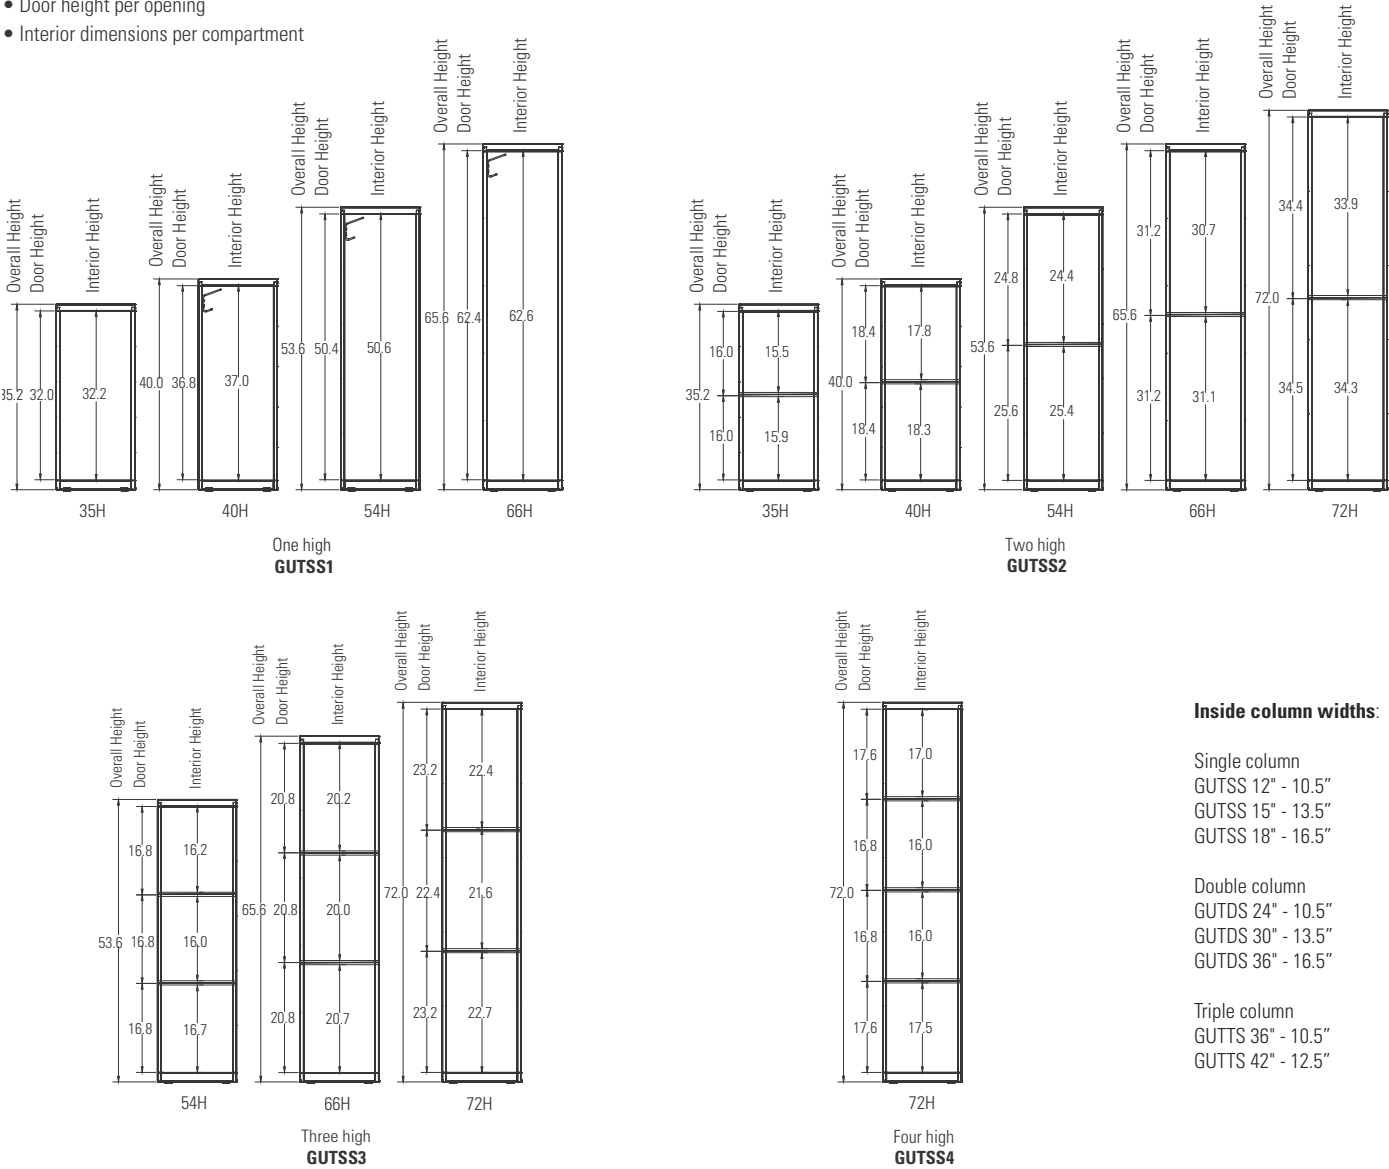 • Door height per opening
• Interior dimensions per compartment
Overall Height
Door Height
Interior Height
35.2
32.0
32.2
35H
Overall Height
Door Height
Interior Height
40.0
36.8
37.0
40H
Overall Height
Door Height
Interior Height
53.6
50.4
50.6
54H
Overall Height
Door Height
Interior Height
65.6
62.4
62.6
66H
One high
GUTSS1
Overall Height
Door Height
Interior Height
35.2
16.0
15.5
16.0
15.9
35H
Overall Height
Door Height
Interior Height
40.0
18.4
17.8
18.4
18.3
40H
Overall Height
Door Height
Interior Height
53.6
24.8
24.4
25.6
25.4
54H
Overall Height
Door Height
Interior Height
65.6
31.2
30.7
31.2
31.1
66H
Overall Height
Door Height
Interior Height
72.0
34.4
33.9
34.5
34.3
72H
Two high
GUTSS2
Overall Height
Door Height
Interior Height
53.6
16.8
16.2
16.8
16.0
16.8
16.7
54H
Overall Height
Door Height
Interior Height
65.6
20.8
20.2
20.8
20.0
20.8
20.7
66H
Overall Height
Door Height
Interior Height
72.0
23.2
22.4
22.4
21.6
23.2
22.7
72H
Three high
GUTSS3
Overall Height
Door Height
Interior Height
72.0
17.6
17.0
16.8
16.0
16.8
16.0
17.6
17.5
72H
Four high
GUTSS4
Inside column widths:
Single column
GUTSS 12" - 10.5”
GUTSS 15" - 13.5”
GUTSS 18" - 16.5”
Double column
GUTDS 24" - 10.5”
GUTDS 30" - 13.5”
GUTDS 36" - 16.5”
Triple column
GUTTS 36" - 10.5”
GUTTS 42" - 12.5”